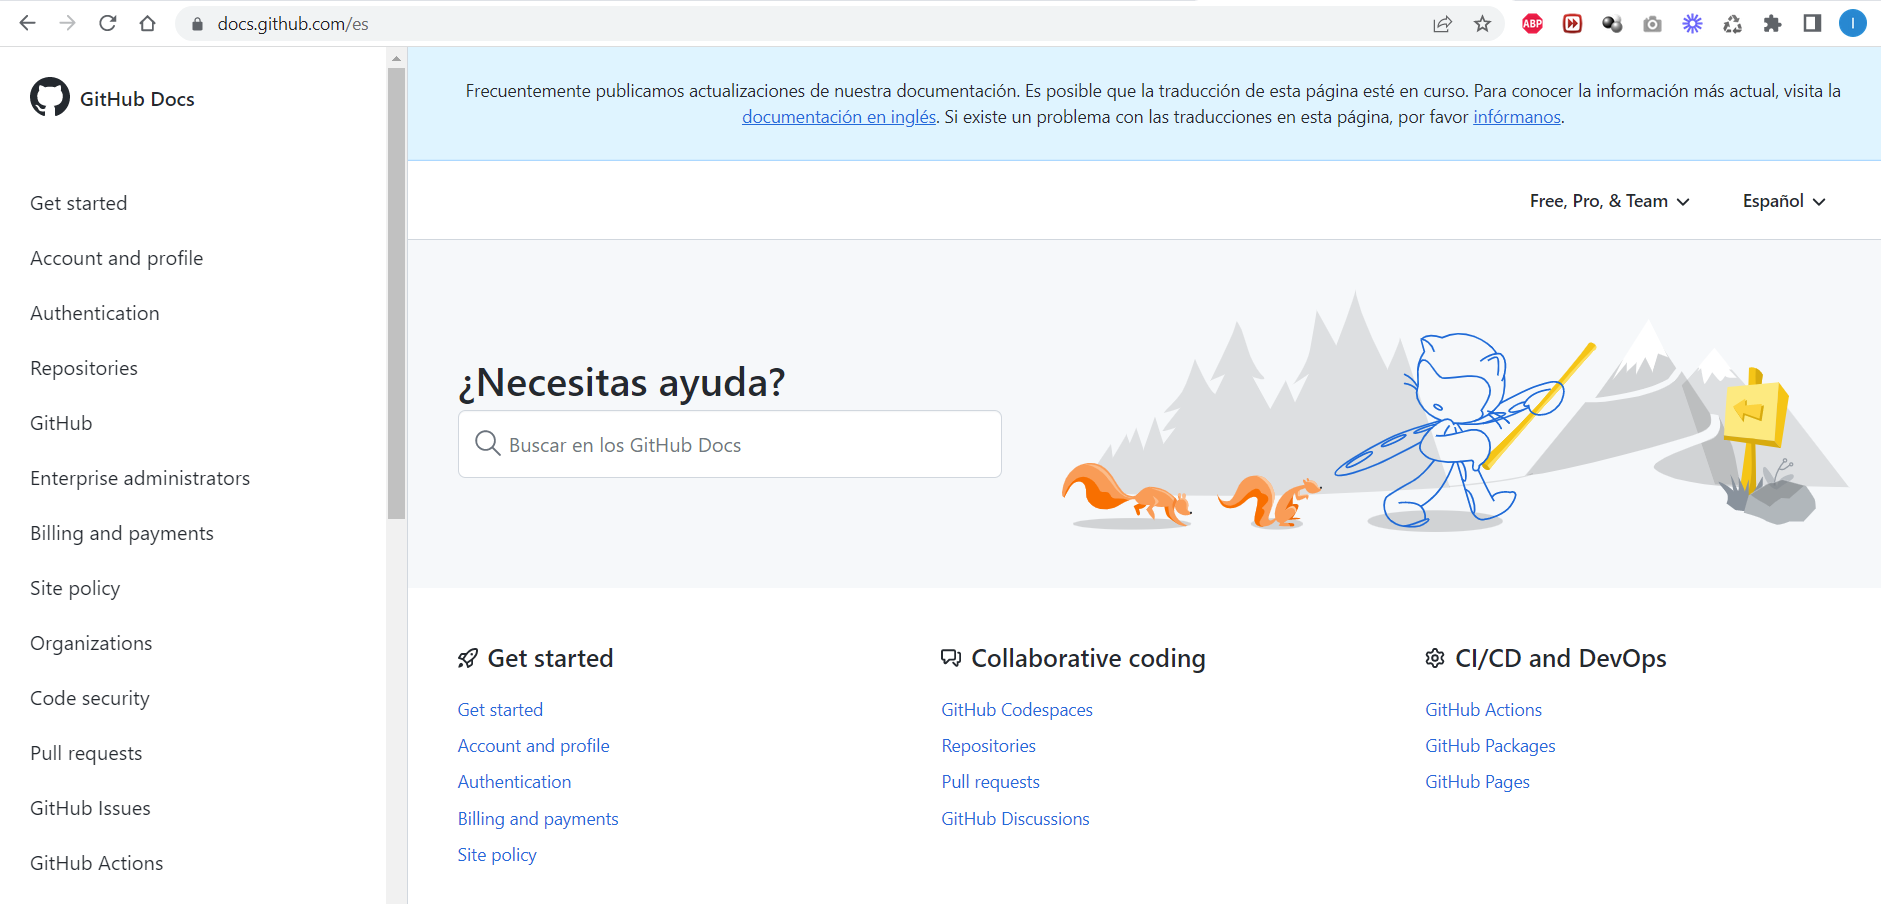 docs.github.com/es
ABP
I
GitHub Docs
Get started
Account and profile
Authentication
Repositories
GitHub
Enterprise administrators
Billing and payments
Site policy
Organizations
Code security
Pull requests
GitHub Issues
GitHub Actions
Frecuentemente publicamos actualizaciones de nuestra documentación. Es posible que la traducción de esta página esté en curso. Para conocer la información más actual, visita la
documentación en inglés. Si existe un problema con las traducciones en esta página, por favor infórmanos.
Free, Pro, & Team
Español
¿Necesitas ayuda?
Buscar en los GitHub Docs
Get started
Get started
Account and profile
Authentication
Billing and payments
Site policy
Collaborative coding
GitHub Codespaces
Repositories
Pull requests
GitHub Discussions
CI/CD and DevOps
GitHub Actions
GitHub Packages
GitHub Pages